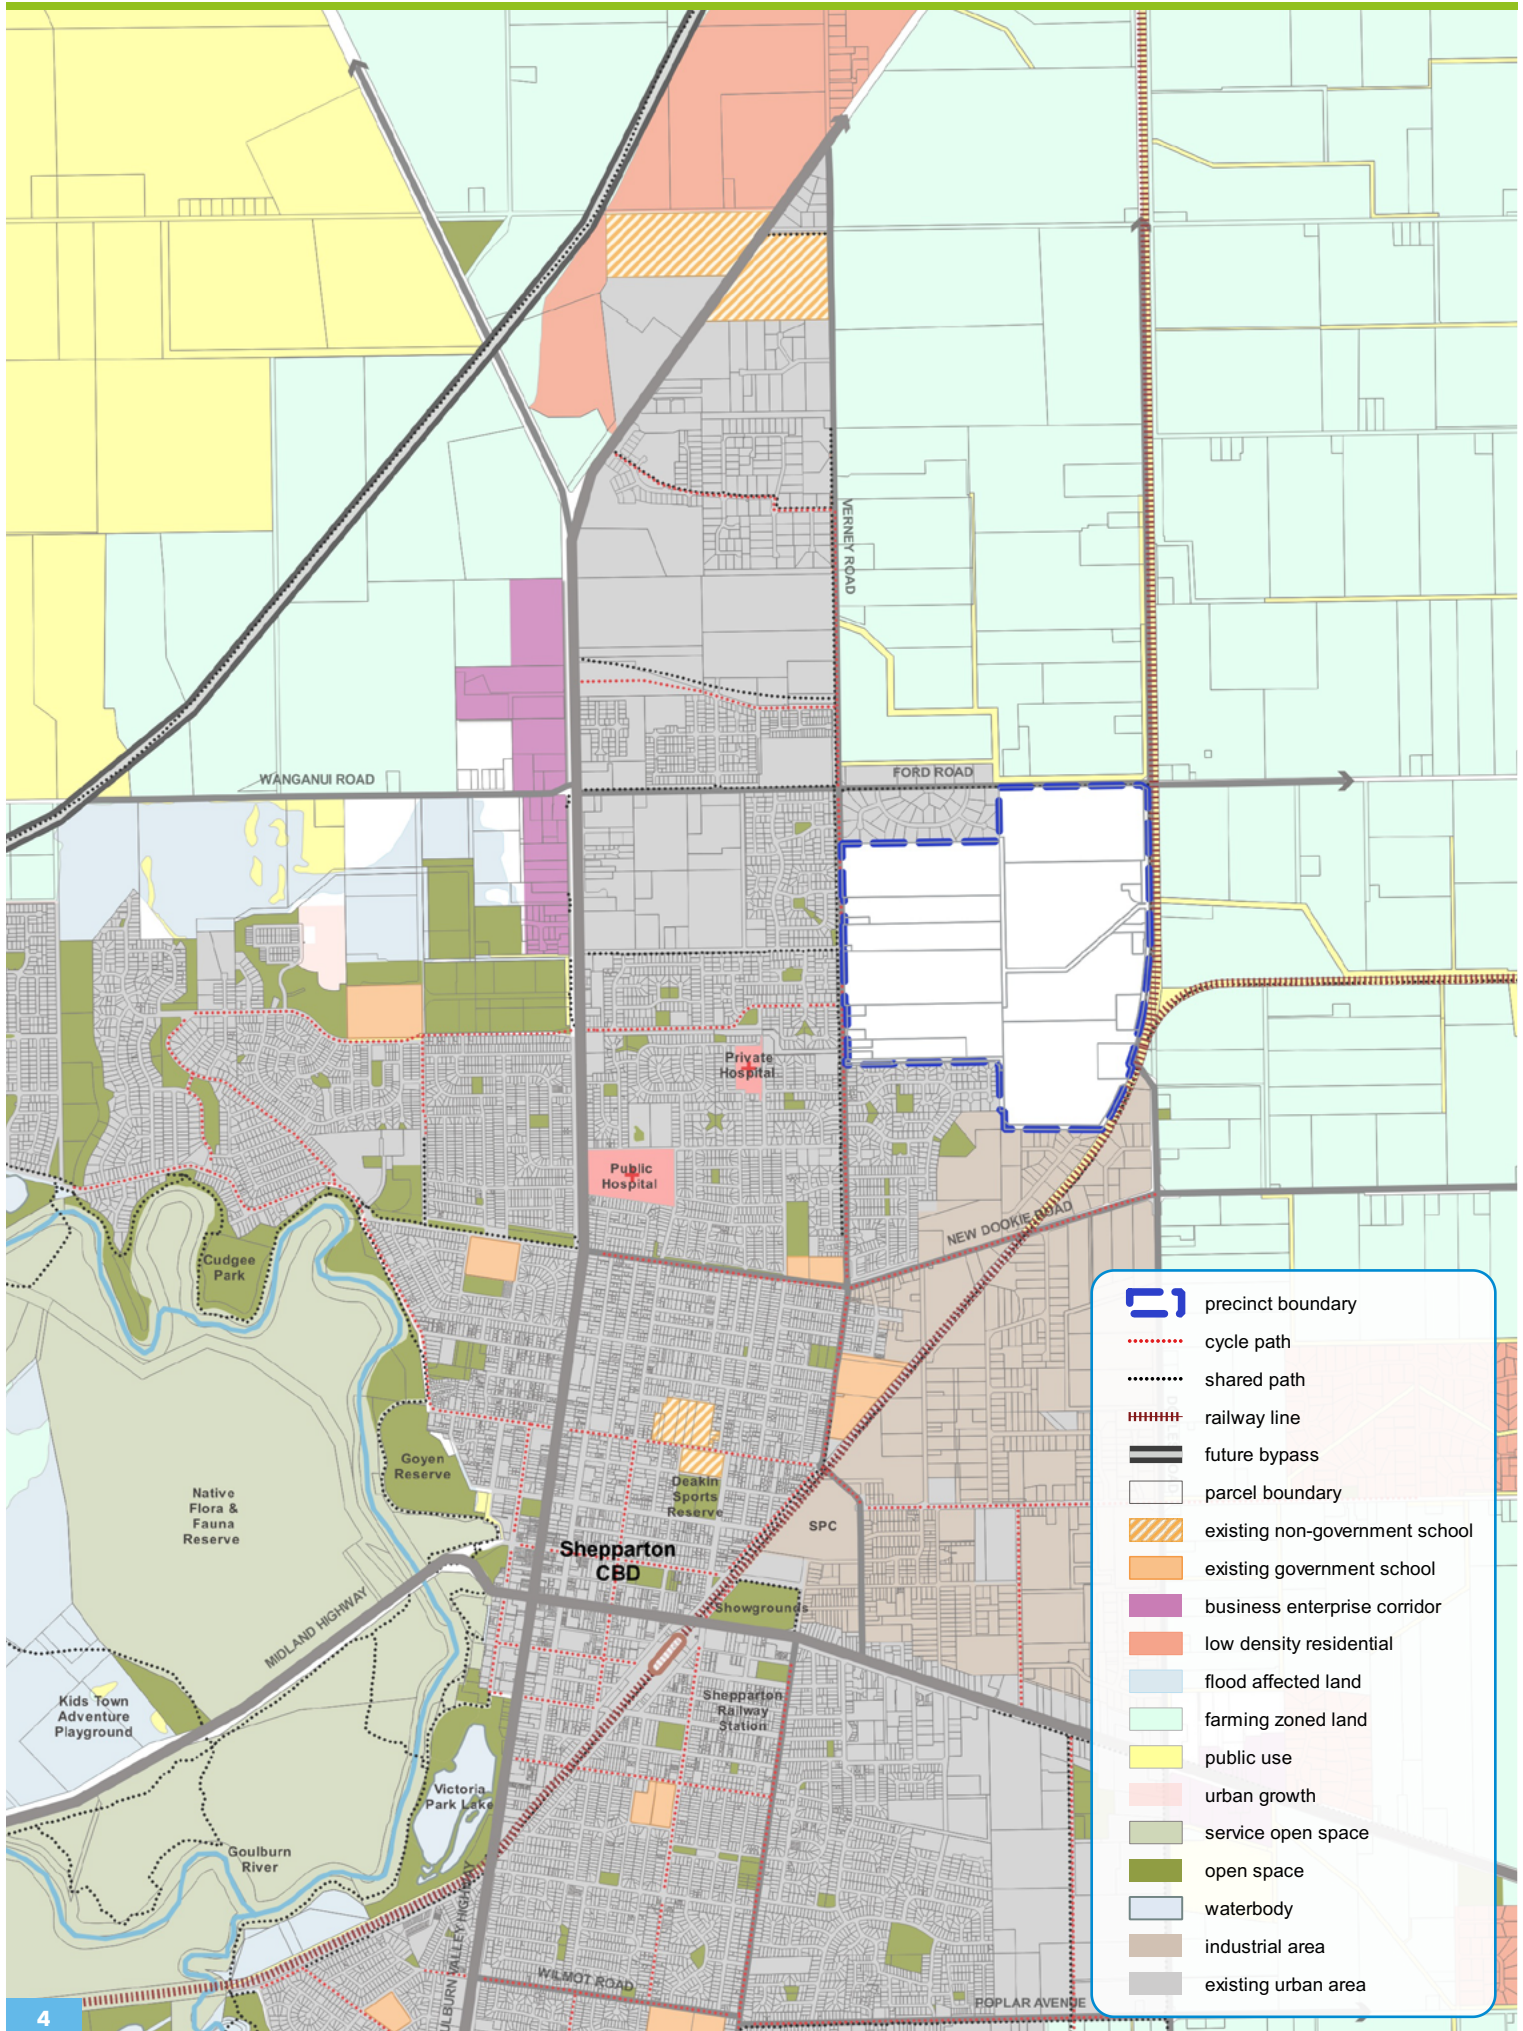 VERNEY ROAD
FORD ROAD
WANGANUI ROAD
Private
Hospital
Public
Hospital
NEW DOOKIE ROAD
Cudgee
Park
Goyen
Reserve
Native
Flora &
Fauna
Reserve
Deakin
Sports
Reserve
SPC
Shepparton
CBD
Showgrounds
MIDLAND HIGHWAY
Kids Town
Adventure
Playground
Shepparton
Railway
Station
Victoria
Park Lake
Goulburn
River
ULBURN VALLEY HIGHWAY
WILMOT ROAD
POPLAR AVENUE
precinct boundary
cycle path
shared path
railway line
future bypass
parcel boundary
existing non-government school
existing government school
business enterprise corridor
low density residential
flood affected land
farming zoned land
public use
urban growth
service open space
open space
waterbody
industrial area
existing urban area
4